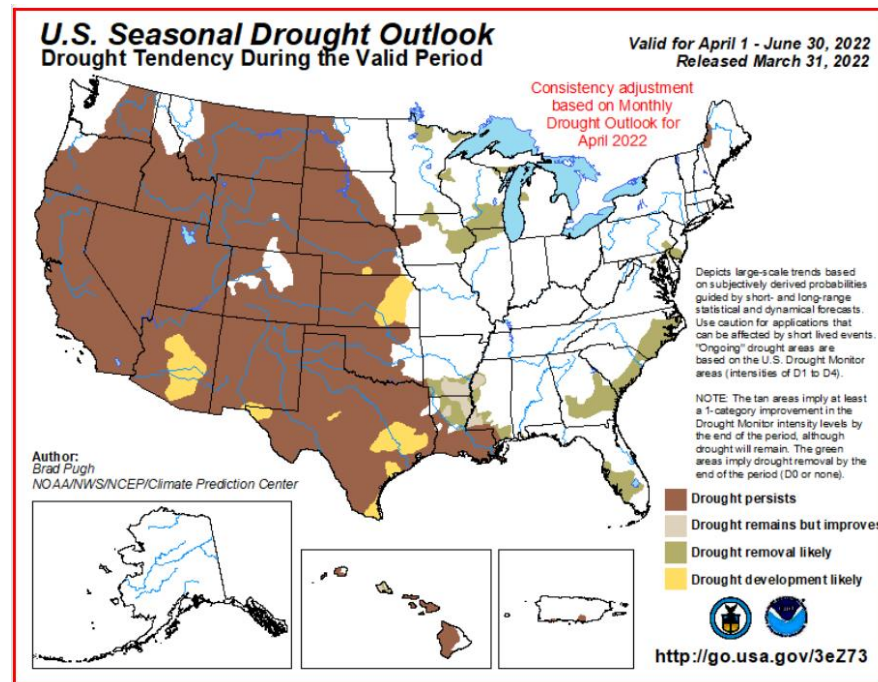 U.S. Seasonal Drought Outlook
Drought Tendency During the Valid Period
Valid for April 1 - June 30, 2022
Released March 31, 2022
Consistency adjustment
based on Monthly
Drought Outlook for
April 2022
Depicts large-scale trends based
on subjectively derived probabilities
guided by short- and long-range
statistical and dynamical forecasts.
Use caution for applications that
can be affected by short lived events.
"Ongoing" drought areas are
based on the U.S. Drought Monitor
areas (intensities of D1 to D4).
NOTE: The tan areas imply at least
a 1-category improvement in the
Drought Monitor intensity levels by
the end of the period, although
drought will remain. The green
areas imply drought removal by the
end of the period (D0 or none).
Author:
Brad Pugh
NOAA/NWS/NCEP/Climate Prediction Center
Drought persists
Drought remains but improves
Drought removal likely
Drought development likely
http://go.usa.gov/3eZ73